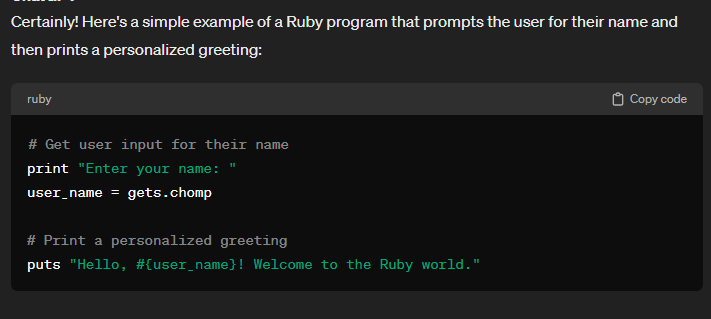 Certainly! Here's a simple example of a Ruby program that prompts the user for their name and
then prints a personalized greeting:
ruby
Copy code
# Get user input for their name
print "Enter your name: "
user_name = gets.chomp
# Print a personalized greeting
puts "Hello, #{user_name}! Welcome to the Ruby world."